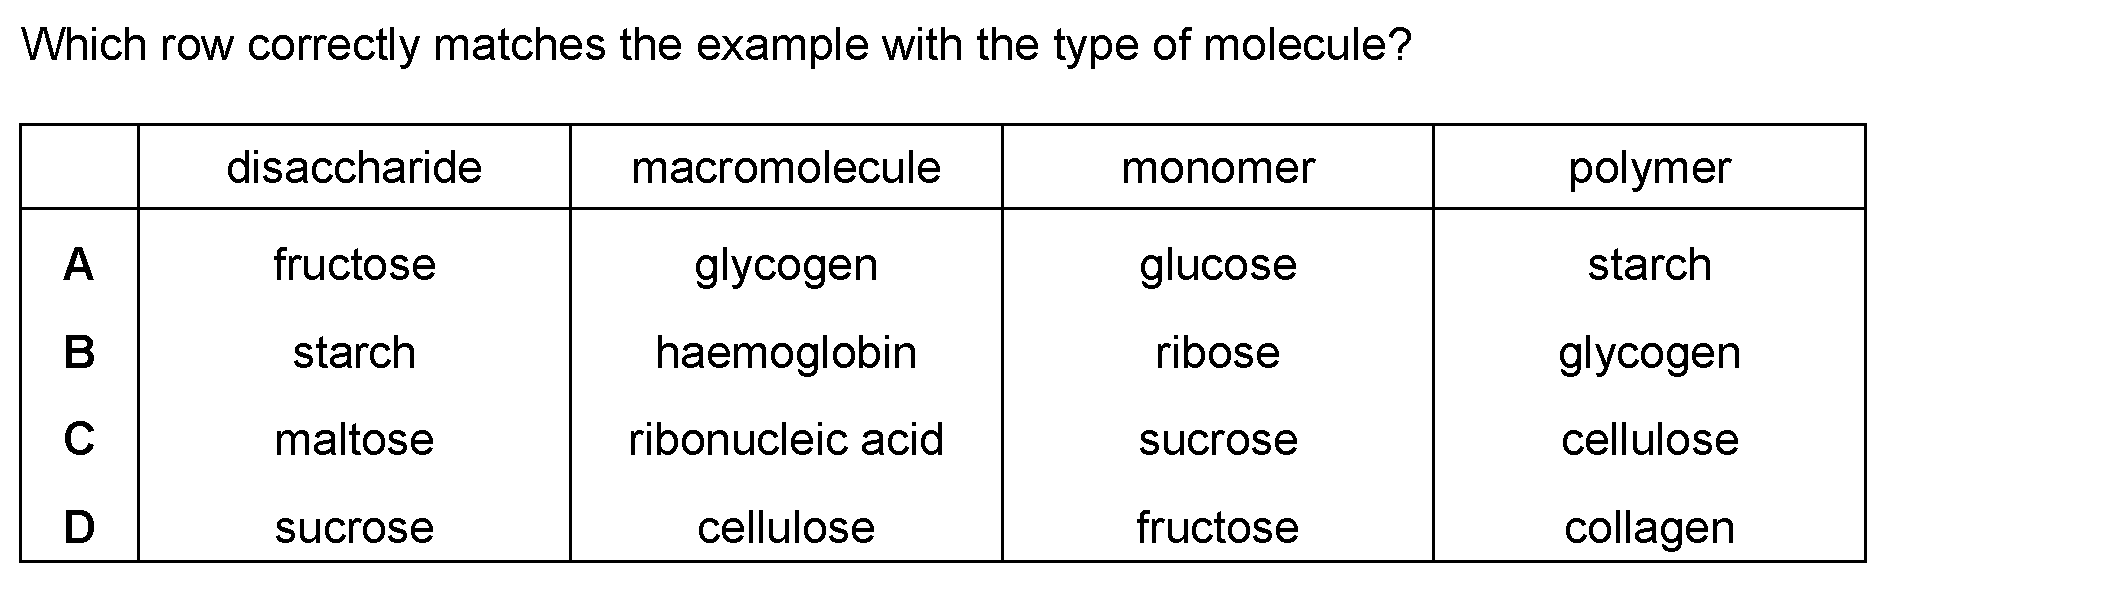 Which row correctly matches the example with the type of molecule?
disaccharide macromolecule monomer polymer
A fructose glycogen glucose starch
B starch haemoglobin ribose glycogen
C maltose ribonucleic acid sucrose cellulose
D sucrose cellulose fructose collagen